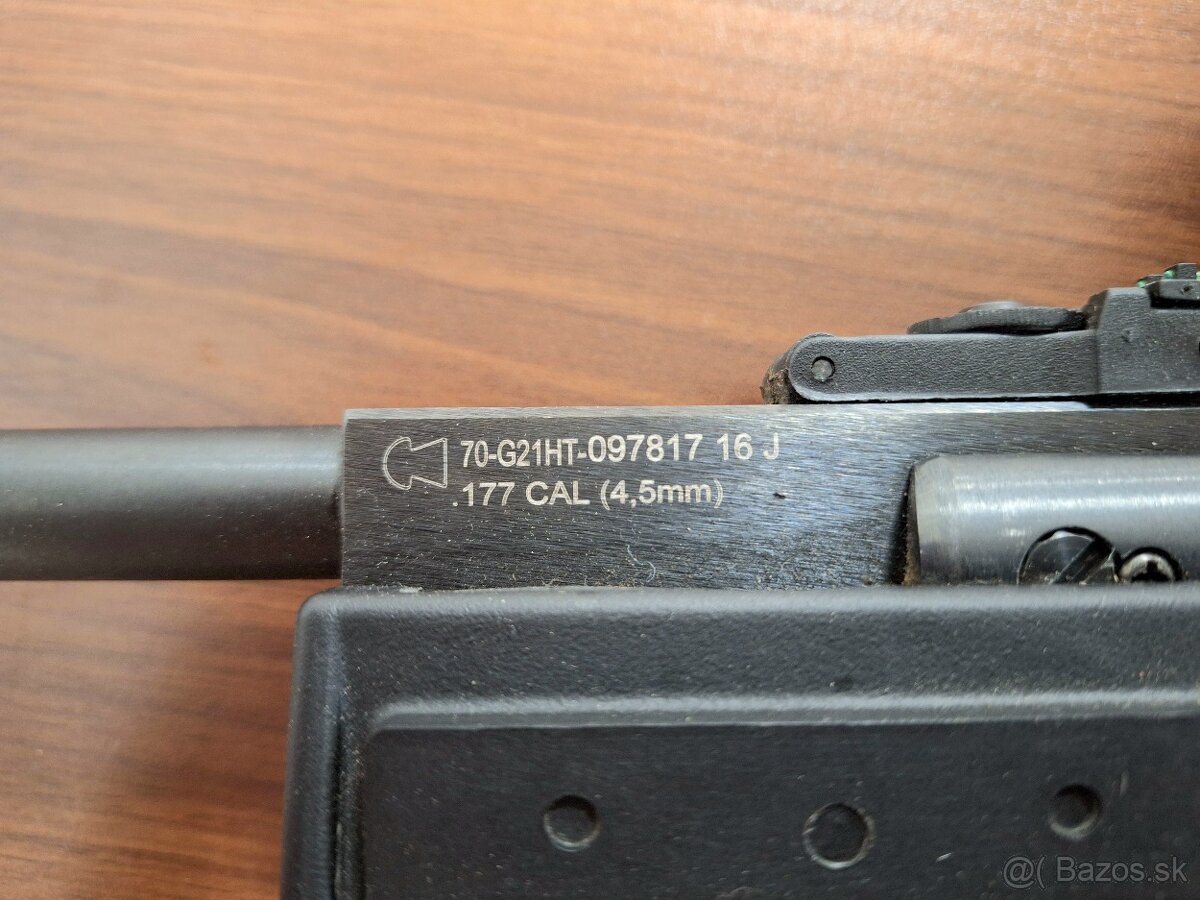 70-G21HT-097817 16 J
.177 CAL (4,5mm)
@( Bazos.sk